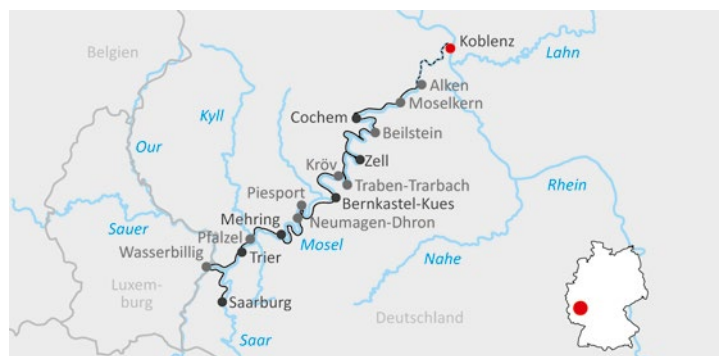 Koblenz
Belgien
Lahn
Alken
Moselkern
Kyll
Cochem
Beilstein
Our
Zell
Kröv
Traben-Trarbach
Rhein
Piesport
Bernkastel-Kues
Mehring
Neumagen-Dhron
Sauer
Pfalzel
Mosel
Wasserbillig
Trier
Nahe
Luxem-
burg
Saarburg
Deutschland
Saar